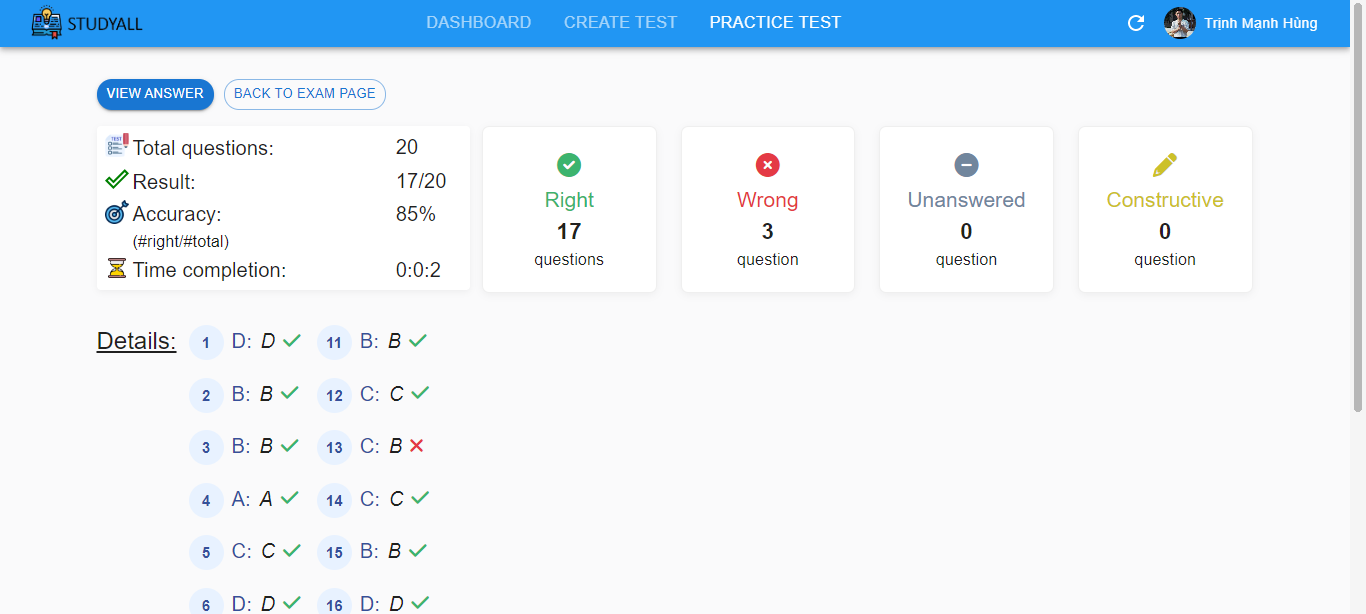 STUDYALL
DASHBOARD CREATE TEST PRACTICE TEST
Trịnh Mạnh Hùng
VIEW ANSWER BACK TO EXAM PAGE
TEST
Total questions: 20
Result: 17/20
Accuracy: 85%
(#right/#total)
Time completion: 0:0:2
Right
17
questions
Wrong
3
question
Unanswered
0
question
Constructive
0
question
Details:
1 D: D 11 B: B
2 B: B 12 C: C
3 B: B 13 C: B
4 A: A 14 C: C
5 C: C 15 B: B
6 D: D 16 D: D